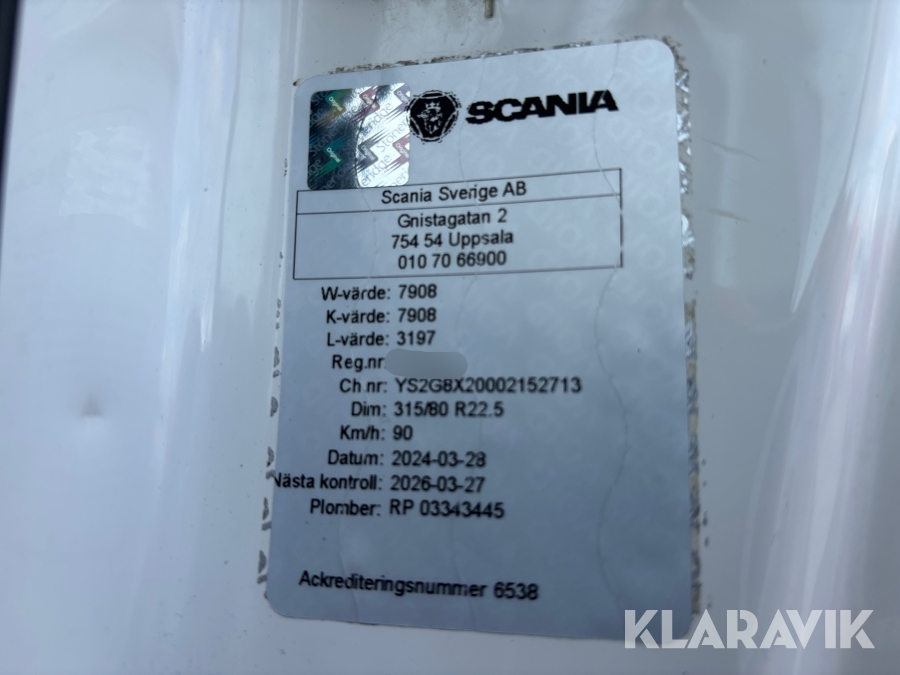 SCANIA
Scania Sverige AB
Gnistagatan 2
754 54 Uppsala
010 70 66900
W-värde: 7908
K-värde: 7908
L-värde: 3197
Reg.nr
Ch nr: YS2G8X20002152713
Dim: 315/80 R22.5
Km/h: 90
Datum: 2024-03-28
Nästa kontroll: 2026-03-27
Plomber: RP 03343445
Ackrediteringsnummer 6538
KLARAVIK